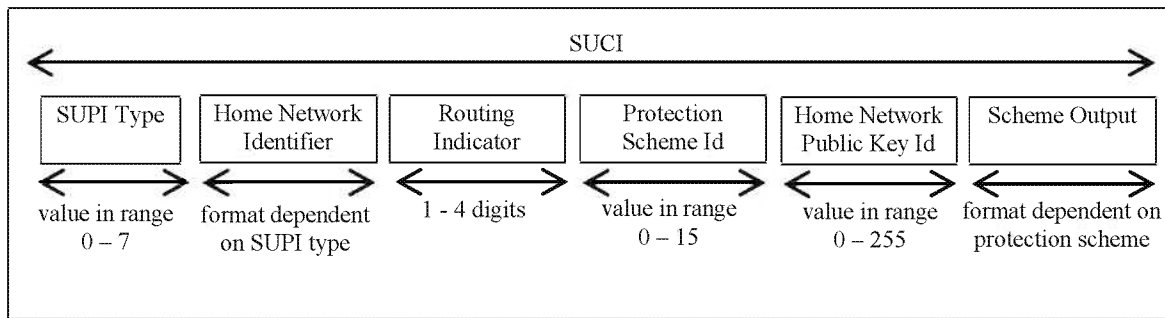 SUCI
SUPI Type
Home Network
Identifier
Routing
Indicator
Protection
Scheme Id
Home Network
Public Key Id
Scheme Output
value in range
0 – 7
format dependent
on SUPI type
1 - 4 digits
value in range
0 – 15
value in range
0 – 255
format dependent on
protection scheme